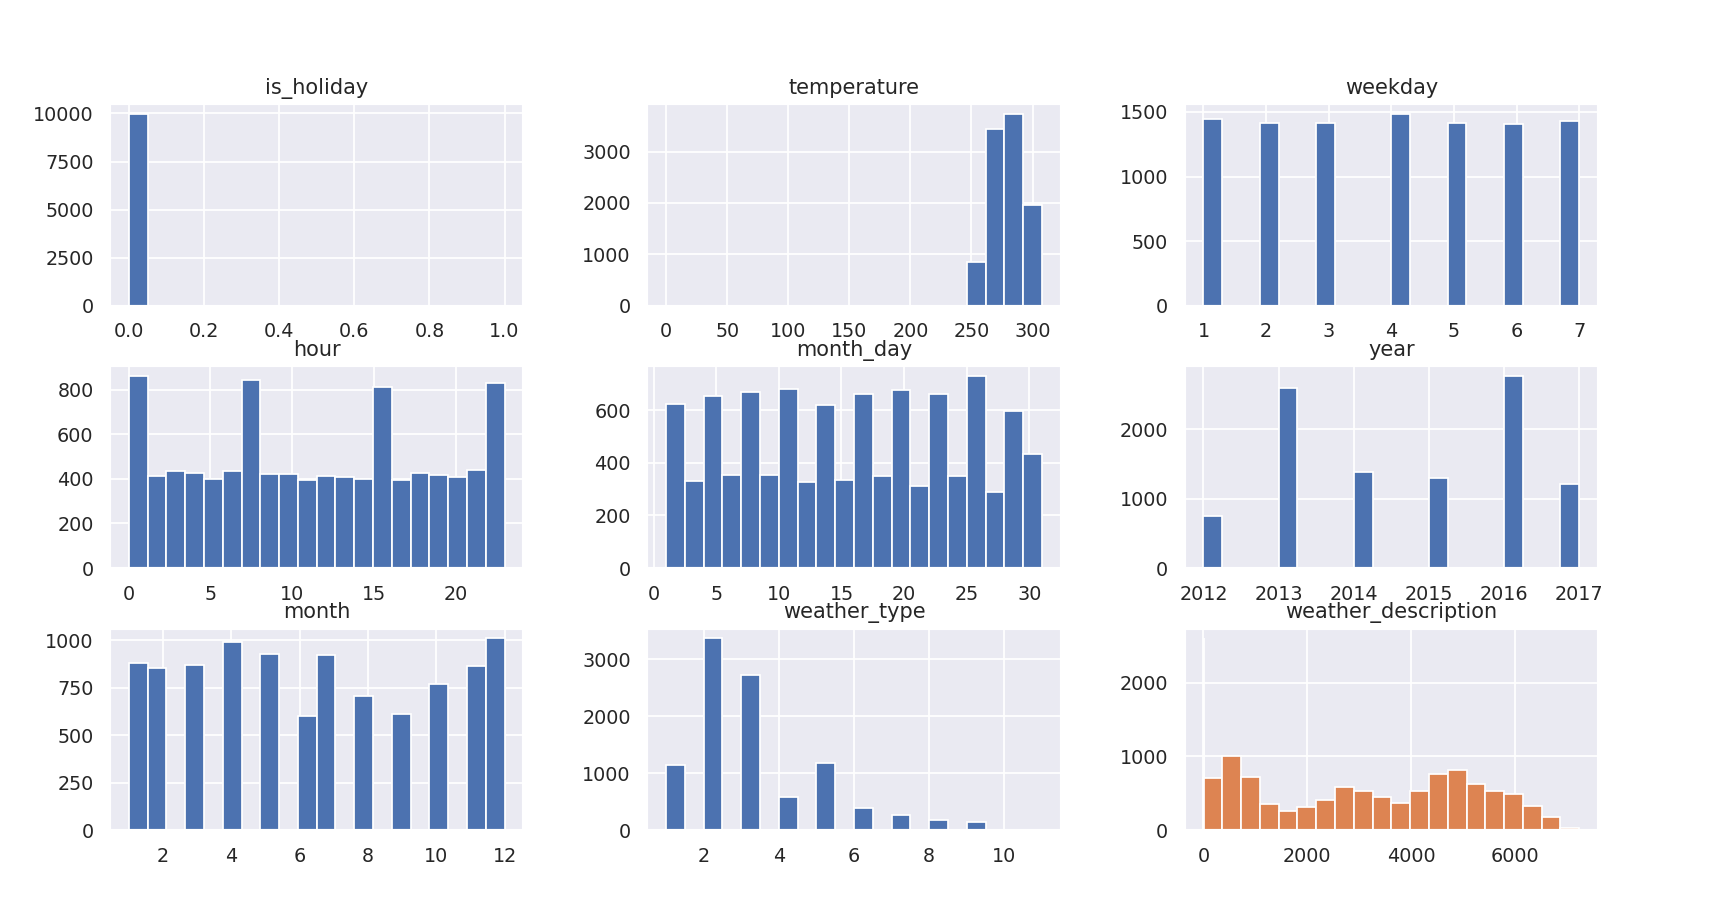 is_holiday
10000
7500
5000
2500
0
0.0 0.2 0.4 0.6 0.8 1.0
temperature
3000
2000
1000
0
0 50 100 150 200 250 300
weekday
1500
1000
500
0
1 2 3 4 5 6 7
hour
800
600
400
200
0
0 5 10 15 20
month_day
600
400
200
0
0 5 10 15 20 25 30
year
2000
1000
0
2012 2013 2014 2015 2016 2017
month
1000
750
500
250
0
2 4 6 8 10 12
weather_type
3000
2000
1000
0
2 4 6 8 10
weather_description
2000
1000
0
0 2000 4000 6000